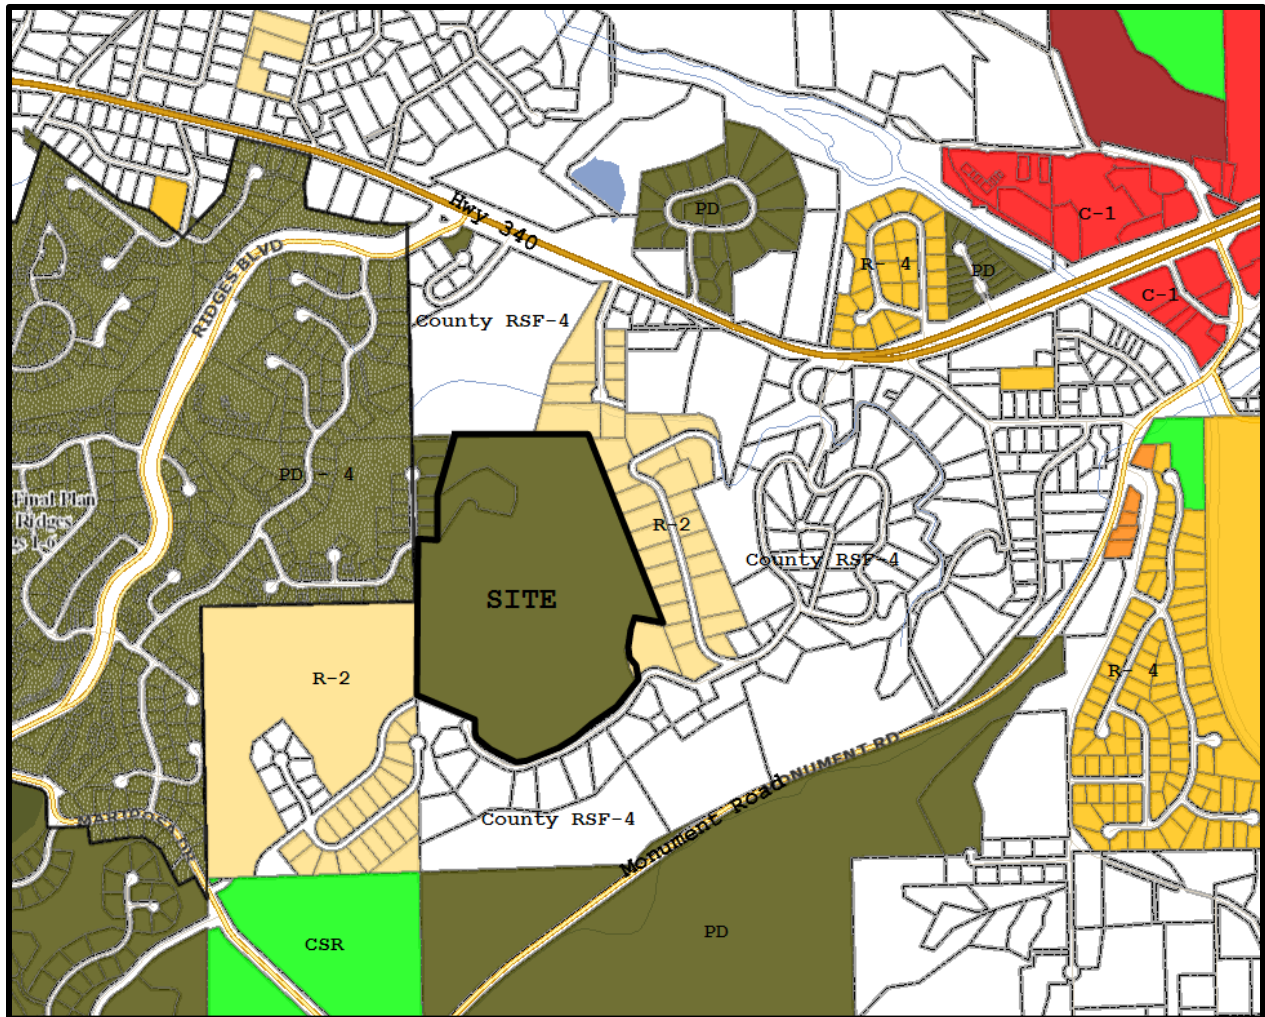 Hwy 340
PD
C-1
RIDGES BLVD
R- 4
PD
C-1
County RSF-4
PD - 4
Final Plan
Ridges
R-2
County RSF-4
SITE
R-2
R- 4
MONUMENT RD
Monument Road
County RSF-4
MARIPOSA DR
PD
CSR